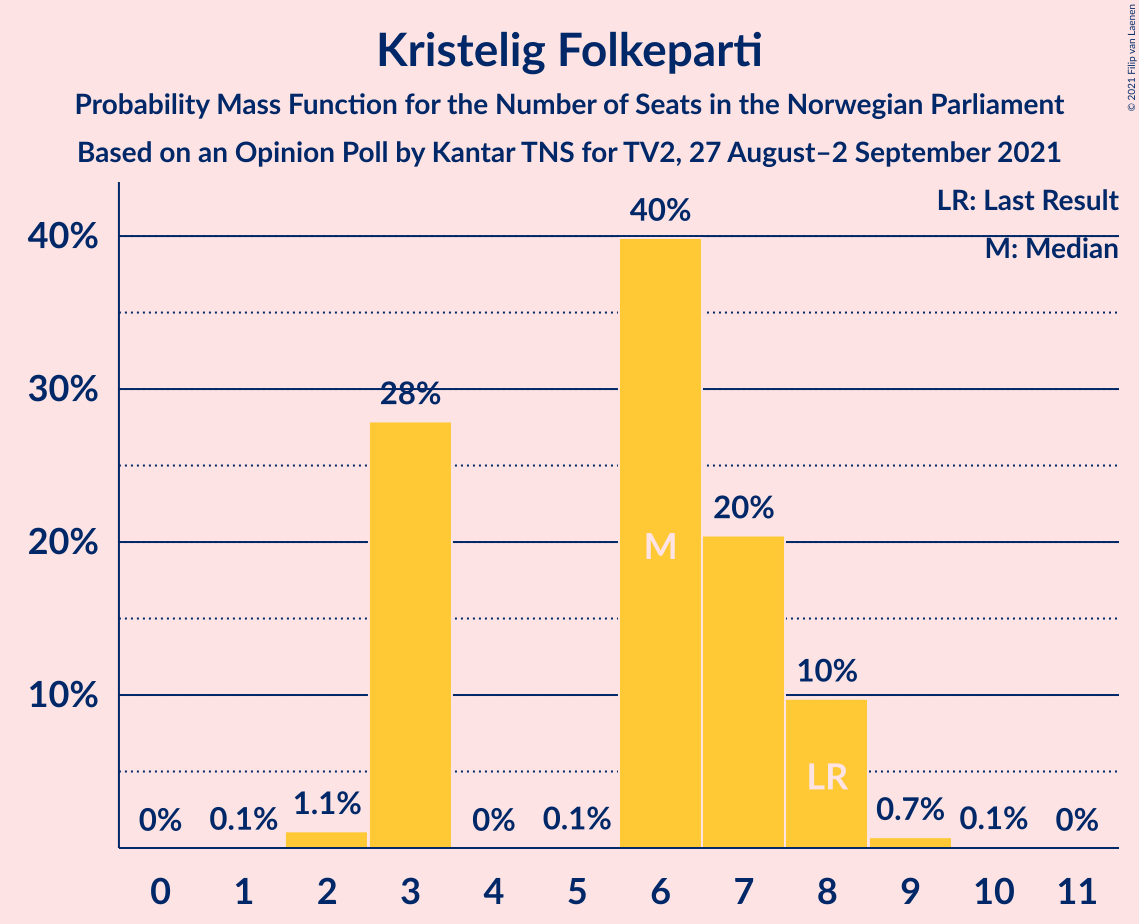 © 2021 Filip van Laenen
Kristelig Folkeparti
Probability Mass Function for the Number of Seats in the Norwegian Parliament
Based on an Opinion Poll by Kantar TNS for TV2, 27 August–2 September 2021
LR: Last Result
M: Median
40%
30%
20%
10%
0%
0.1%
1.1%
28%
0%
0.1%
40%
20%
10%
0.7%
0.1%
0%
M
LR
0 1 2 3 4 5 6 7 8 9 10 11